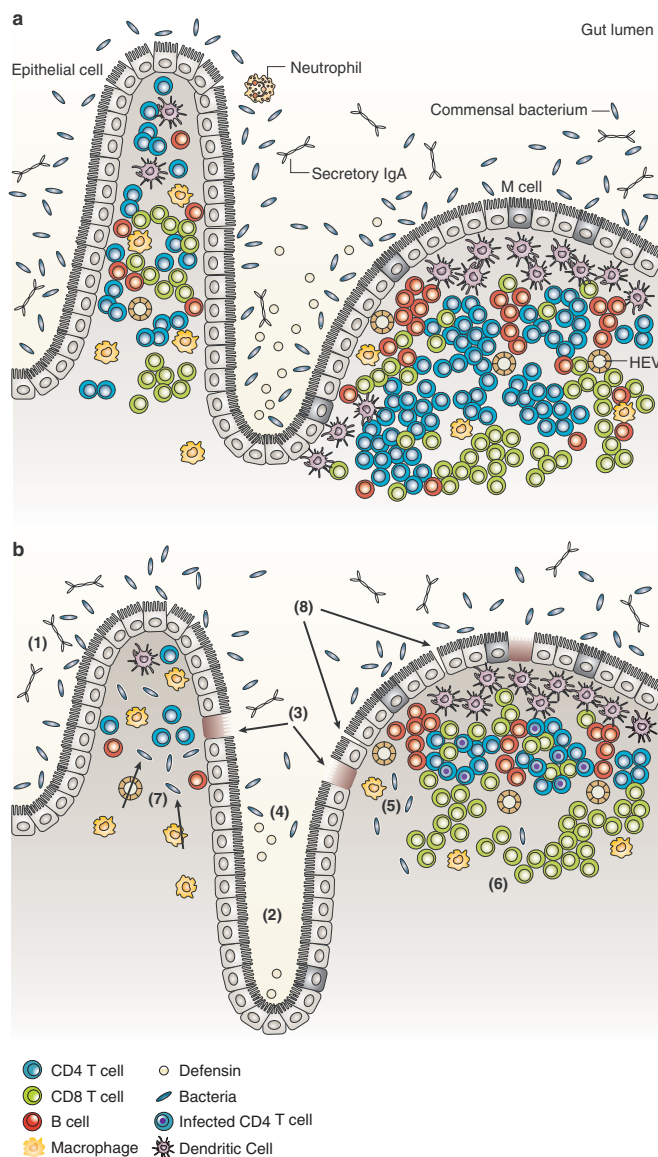 a
Gut lumen
Epithelial cell
Neutrophil
Commensal bacterium
Secretory IgA
M cell
HEV
b
(1)
(8)
(3)
(4)
(7)
(5)
(2)
(6)
CD4 T cell
Defensin
CD8 T cell
Bacteria
B cell
Infected CD4 T cell
Macrophage
Dendritic Cell